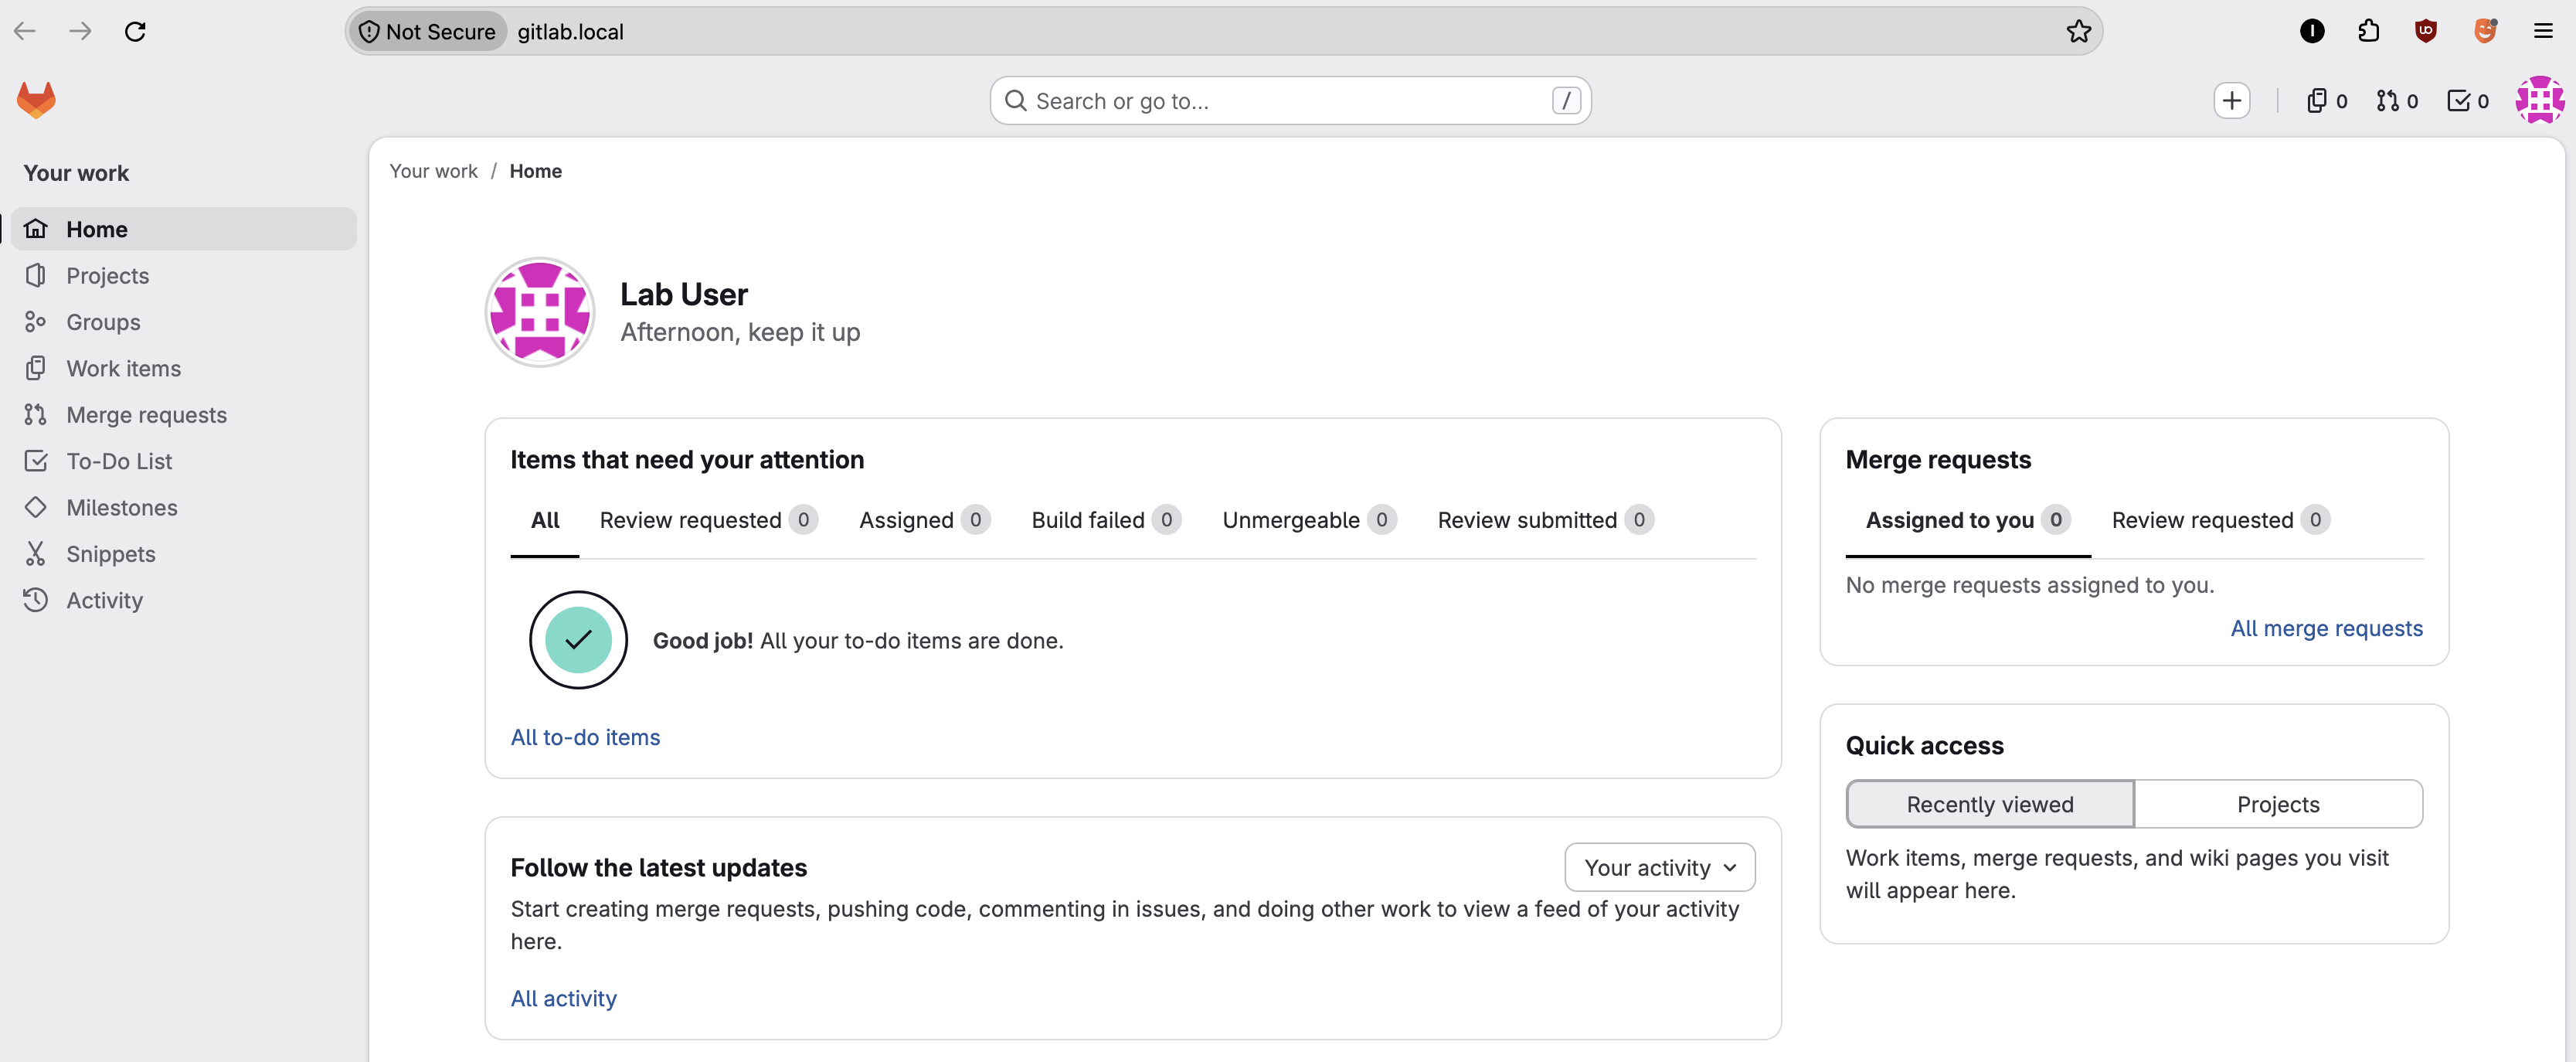 Not Secure gitlab.local
Search or go to... /
0 0 0
Your work
Home
Projects
Groups
Work items
Merge requests
To-Do List
Milestones
Snippets
Activity
Your work / Home
Lab User
Afternoon, keep it up
Items that need your attention
All Review requested 0 Assigned 0 Build failed 0 Unmergeable 0 Review submitted 0
Good job! All your to-do items are done.
All to-do items
Follow the latest updates
Your activity
Start creating merge requests, pushing code, commenting in issues, and doing other work to view a feed of your activity
here.
All activity
Merge requests
Assigned to you 0 Review requested 0
No merge requests assigned to you.
All merge requests
Quick access
Recently viewed Projects
Work items, merge requests, and wiki pages you visit
will appear here.